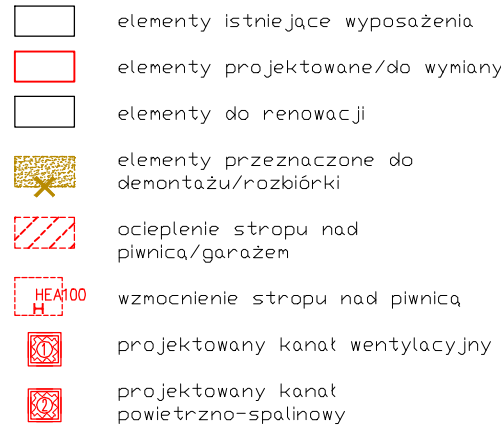 elementy istniejące wyposażenia
elementy projektowane/do wymiany
elementy do renowacji
elementy przeznaczone do
demontażu/rozbiórki
ocieplenie stropu nad
piwnicą/garażem
HEA100
H
wzmocnienie stropu nad piwnicą
1
projektowany kanał wentylacyjny
2
projektowany kanał
powietrzno-spalinowy